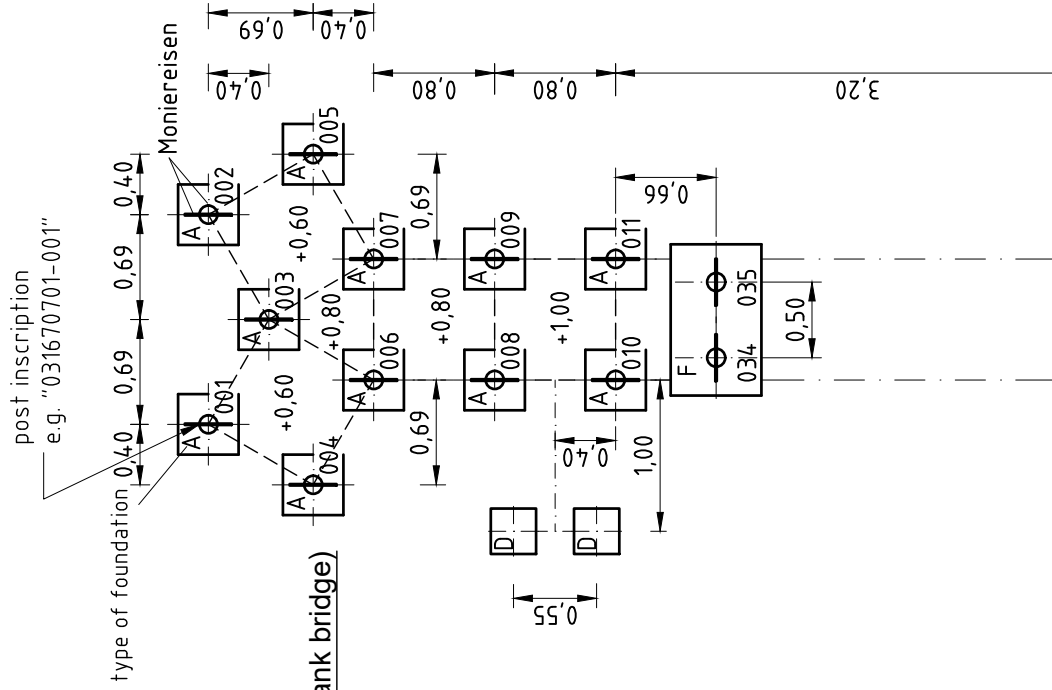 post inscription
e.g. "031670701-001"
type of foundation
Moniereisen
0,40
0,69
0,69
0,40
0,69
0,40
0,40
A
001
A
002
A
003
A
004
A
005
+0,60
+0,60
+0,80
A
006
A
007
0,80
0,69
0,69
+0,80
A
008
A
009
0,80
+1,00
A
010
A
011
3,20
0,66
0,40
1,00
F
034
035
0,50
D
D
0,55
ank bridge)